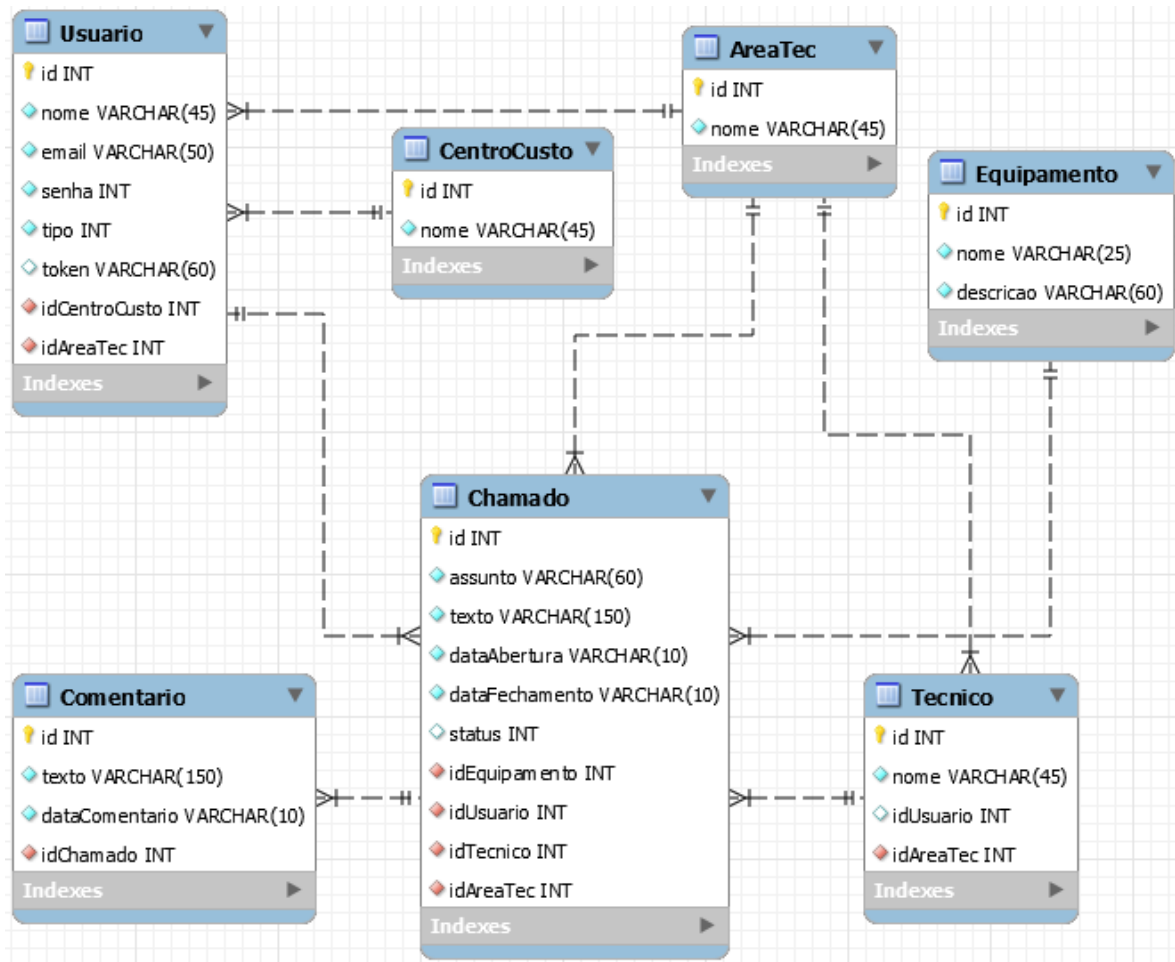 Usuario
id INT
nome VARCHAR(45)
email VARCHAR(50)
senha INT
tipo INT
token VARCHAR(60)
idCentroCusto INT
idAreaTec INT
Indexes
AreaTec
id INT
nome VARCHAR(45)
Indexes
CentroCusto
id INT
nome VARCHAR(45)
Indexes
Equipamento
id INT
nome VARCHAR(25)
descricao VARCHAR(60)
Indexes
Chamado
id INT
assunto VARCHAR(60)
texto VARCHAR(150)
dataAbertura VARCHAR(10)
dataFechamento VARCHAR(10)
status INT
idEquipamento INT
idUsuario INT
idTecnico INT
idAreaTec INT
Indexes
Comentario
id INT
texto VARCHAR(150)
dataComentario VARCHAR(10)
idChamado INT
Indexes
Tecnico
id INT
nome VARCHAR(45)
idUsuario INT
idAreaTec INT
Indexes